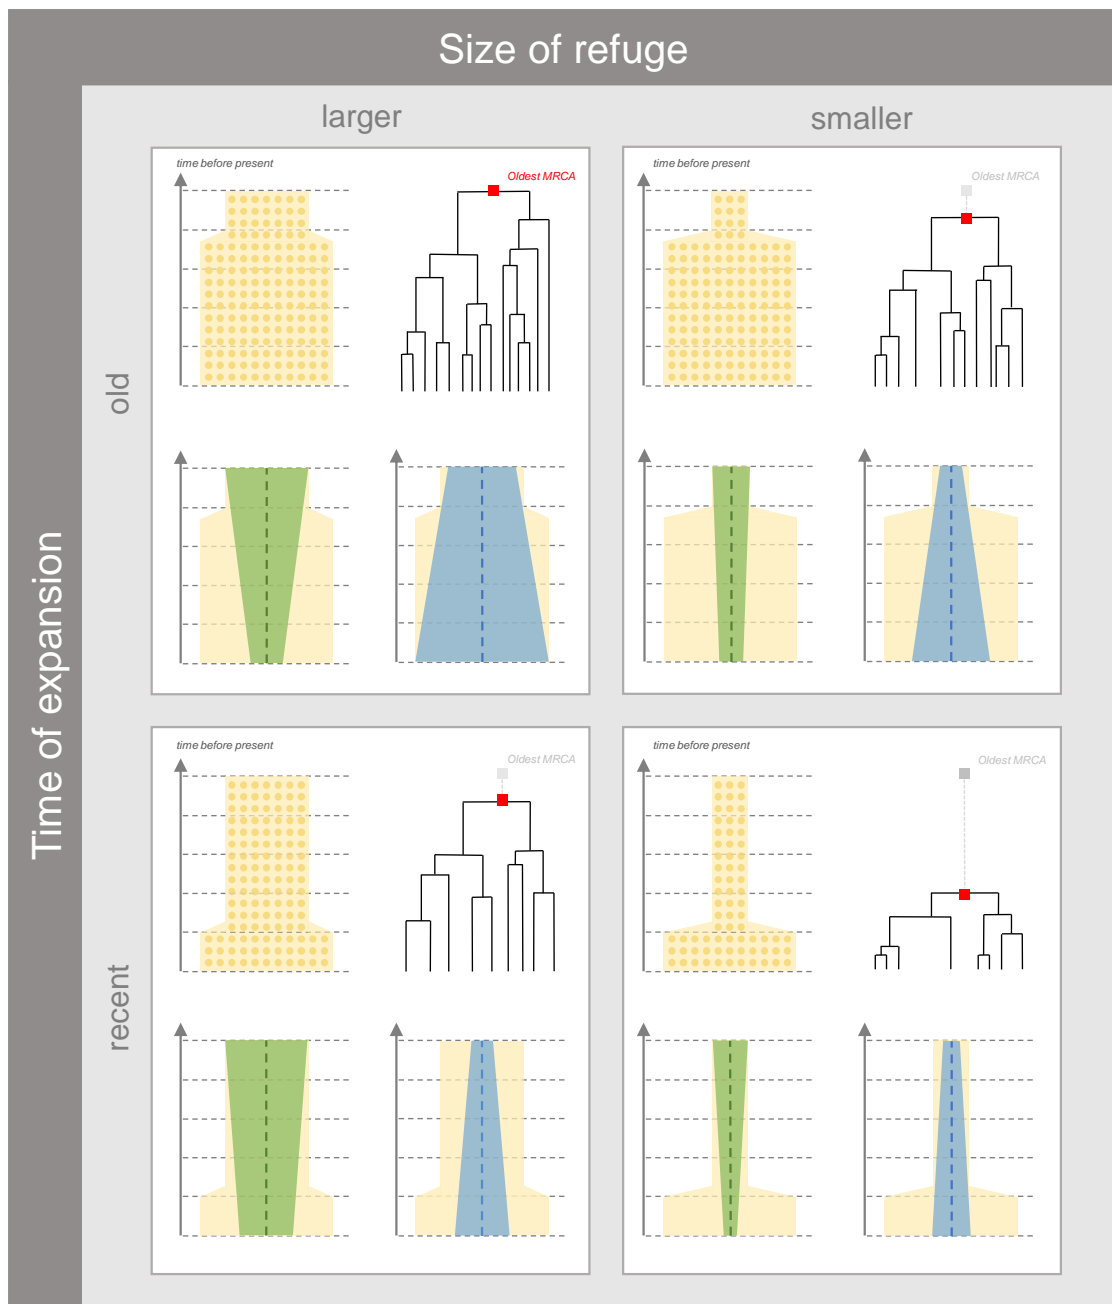 Size of refuge
larger
smaller
Time of expansion
old
time before present
Oldest MRCA
time before present
Oldest MRCA
recent
time before present
Oldest MRCA
time before present
Oldest MRCA